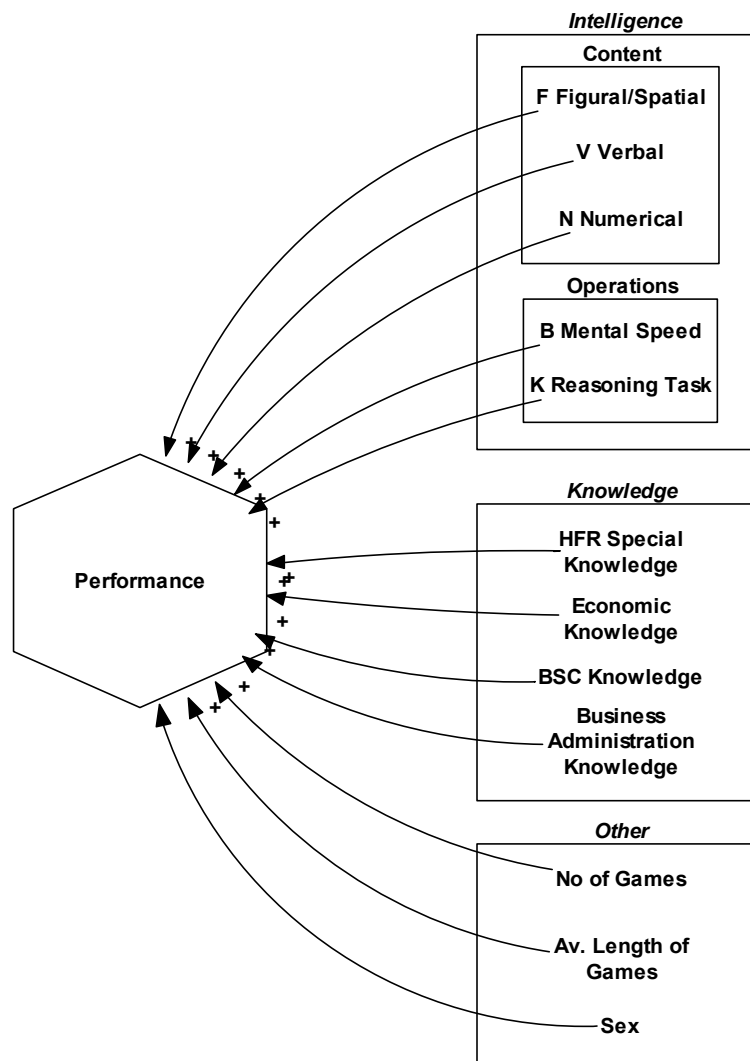 Intelligence
Content
F Figural/Spatial
V Verbal
N Numerical
Operations
B Mental Speed
K Reasoning Task
+
+
+
+
+
Knowledge
HFR Special
Knowledge
Performance
++
Economic
Knowledge
+
+
BSC Knowledge
+
+
Business
Administration
Knowledge
Other
No of Games
Av. Length of
Games
Sex